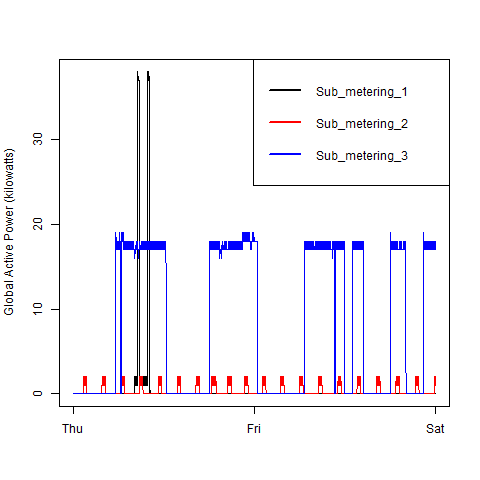 Global Active Power (kilowatts)
30
20
10
0
Sub_metering_1
Sub_metering_2
Sub_metering_3
Thu
Fri
Sat